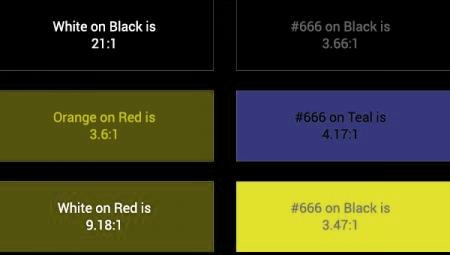 White on Black is
21:1
#666 on Black is
3.66:1
Orange on Red is
3.6:1
#666 on Teal is
4.17:1
White on Red is
9.18:1
#666 on Black is
3.47:1